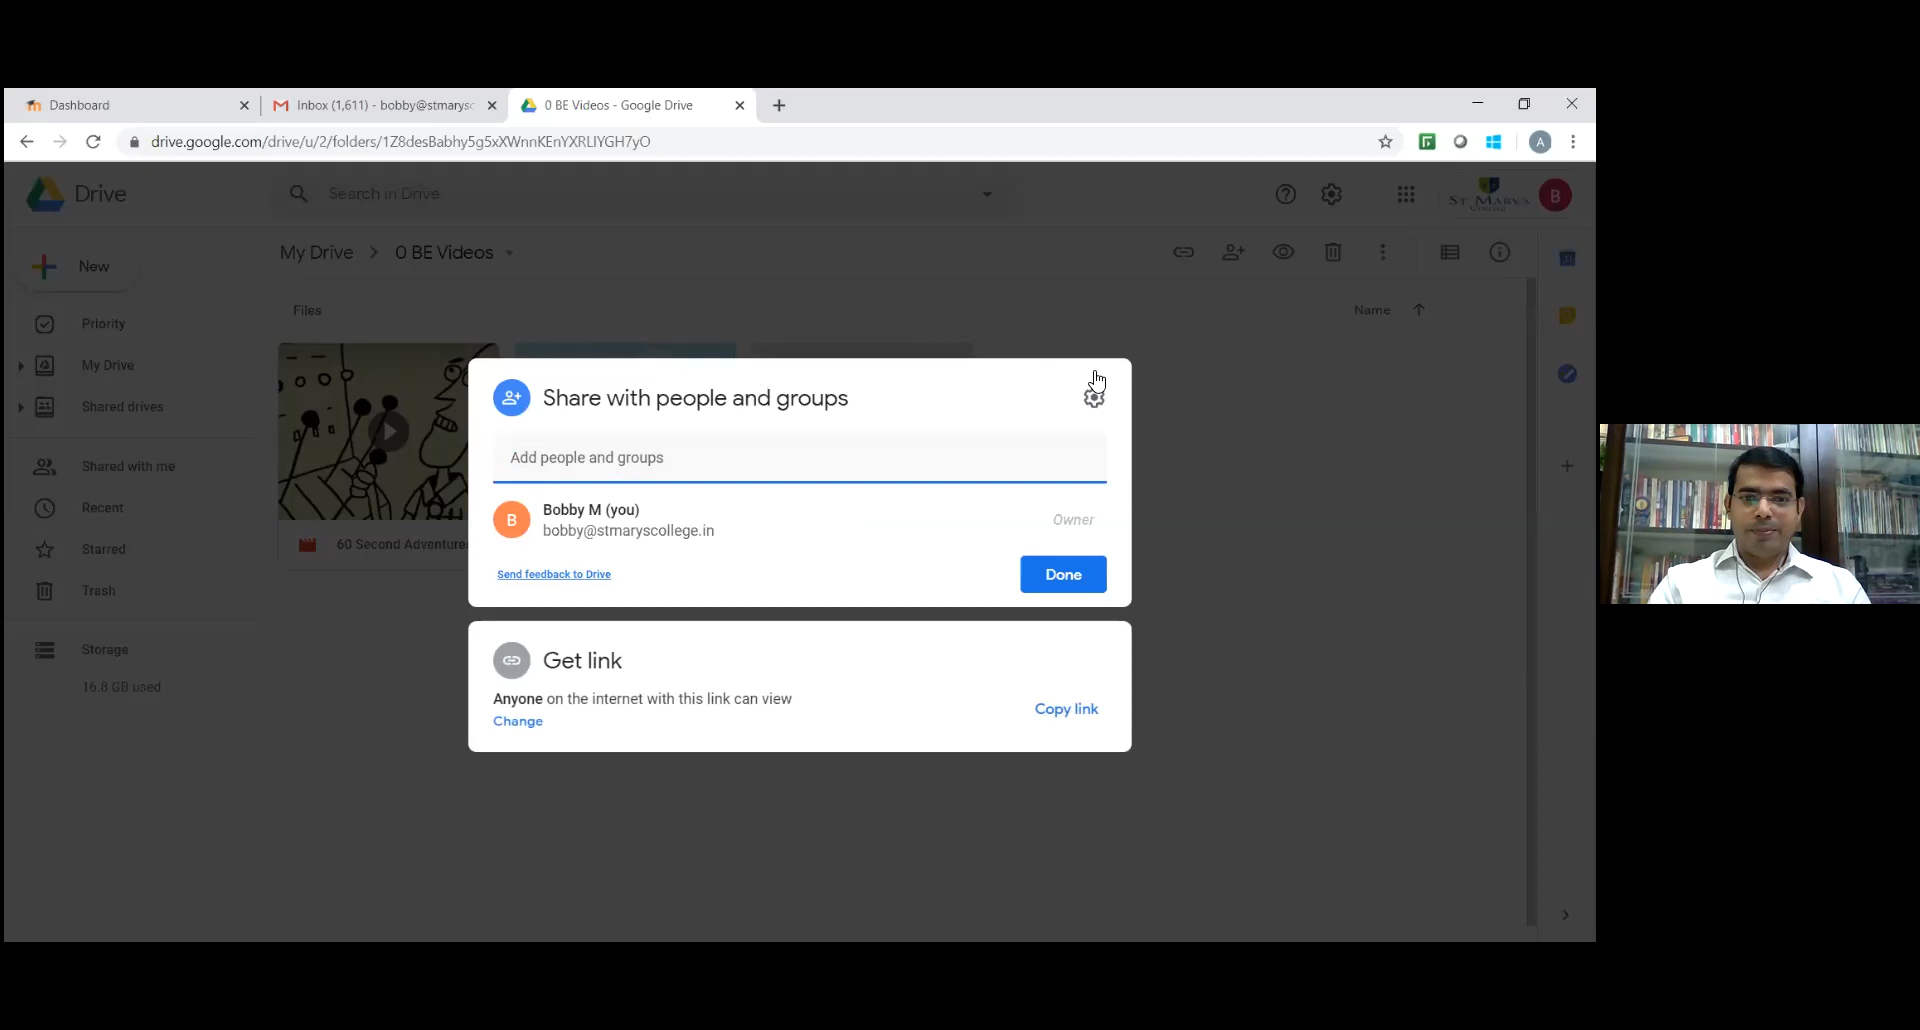 Dashboard
Inbox (1,611) - bobby@stmarysc
0 BE Videos - Google Drive
drive.google.com/drive/u/2/folders/1Z8desBabhy5g5xXWnnKEnYXRLIYGH7yO
Drive
Search in Drive
ST. MARY'S
COLLEGE
B
A
New
My Drive
0 BE Videos
Files
Name
Priority
My Drive
Shared drives
Shared with me
Recent
Starred
Trash
Storage
16.8 GB used
60 Second Adventure
Share with people and groups
Add people and groups
B
Bobby M (you)
bobby@stmaryscollege.in
Owner
Send feedback to Drive
Done
Get link
Anyone on the internet with this link can view
Change
Copy link